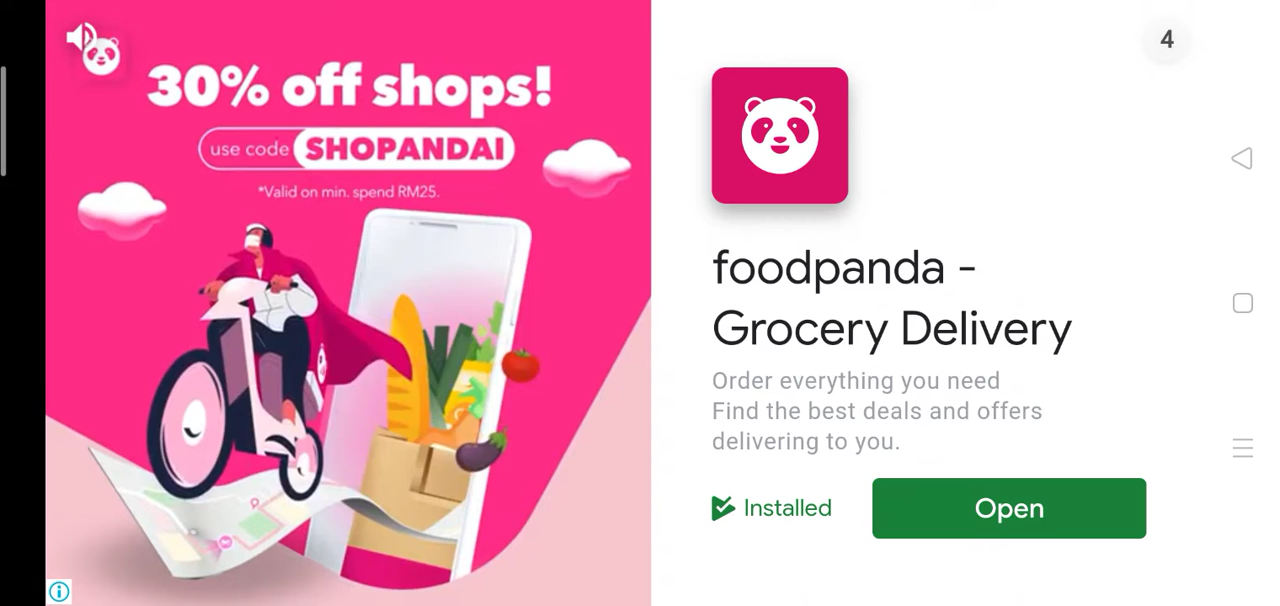 30% off shops!
use code SHOPANDAI
*Valid on min. spend RM25.
4
foodpanda -
Grocery Delivery
Order everything you need
Find the best deals and offers
delivering to you.
Installed
Open